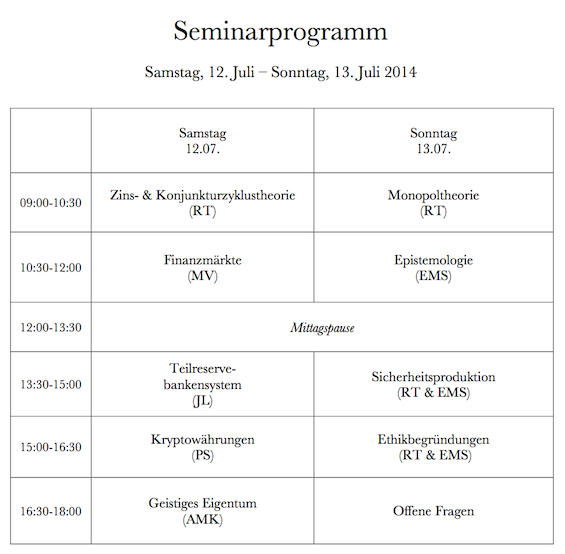 Seminarprogramm
Samstag, 12. Juli – Sonntag, 13. Juli 2014
Samstag
12.07.
Sonntag
13.07.
09:00-10:30
Zins- & Konjunkturzyklustheorie
(RT)
Monopoltheorie
(RT)
10:30-12:00
Finanzmärkte
(MV)
Epistemologie
(EMS)
12:00-13:30
Mittagspause
13:30-15:00
Teilreserve-
bankensystem
(JL)
Sicherheitsproduktion
(RT & EMS)
15:00-16:30
Kryptowährungen
(PS)
Ethikbegründungen
(RT & EMS)
16:30-18:00
Geistiges Eigentum
(AMK)
Offene Fragen